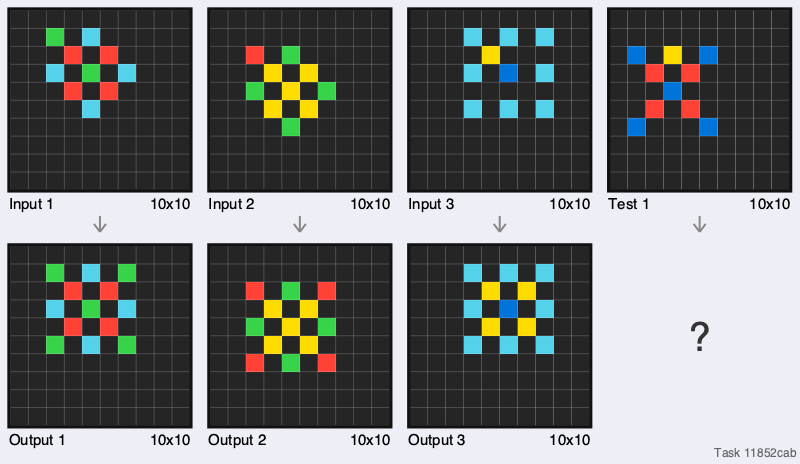 Input 1 10x10
Input 2 10x10
Input 3 10x10
Test 1 10x10
Output 1 10x10
Output 2 10x10
Output 3 10x10
?
Task 11852cab